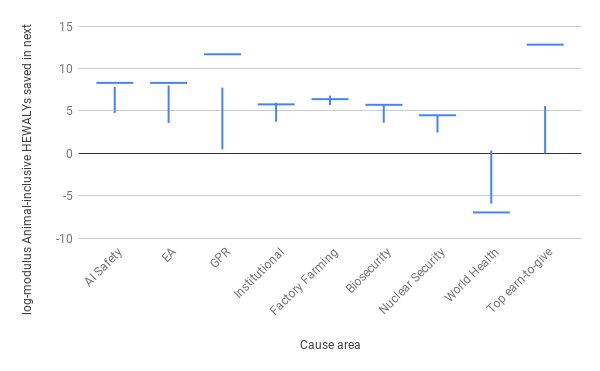 log-modulus Animal-inclusive HEWALYs saved in next
15
10
5
0
-5
-10
AI Safety
EA
GPR
Institutional
Factory Farming
Biosecurity
Nuclear Security
World Health
Top earn-to-give
Cause area